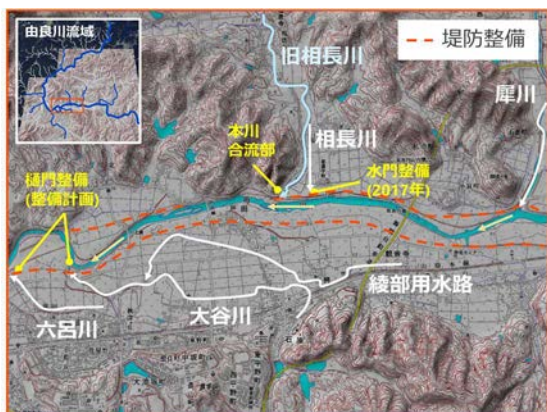 由良川流域
堤防整備
旧相長川
犀川
本川
合流部
相長川
水門整備
(2017年)
樋門整備
(整備計画)
綾部用水路
大谷川
六呂川